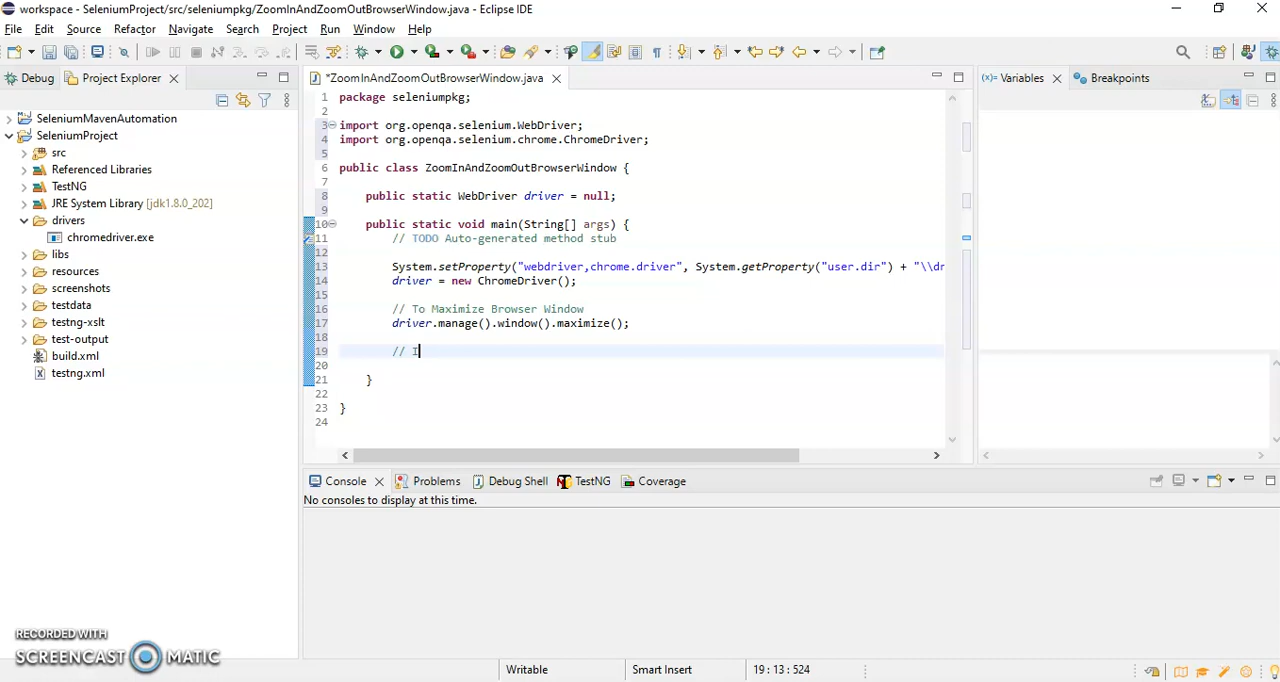 workspace - SeleniumProject/src/seleniumpkg/ZoomInAndZoomOutBrowserWindow.java - Eclipse IDE
File Edit Source Refactor Navigate Search Project Run Window Help
Debug Project Explorer
SeleniumMavenAutomation
SeleniumProject
src
Referenced Libraries
TestNG
JRE System Library [jdk1.8.0_202]
drivers
chromedriver.exe
libs
resources
screenshots
testdata
testng-xslt
test-output
build.xml
testng.xml
*ZoomInAndZoomOutBrowserWindow.java
1 package seleniumpkg;
2
3 import org.openqa.selenium.WebDriver;
4 import org.openqa.selenium.chrome.ChromeDriver;
5
6 public class ZoomInAndZoomOutBrowserWindow {
7
8 public static WebDriver driver = null;
9
10 public static void main(String[] args) {
11 // TODO Auto-generated method stub
12
13 System.setProperty("webdriver,chrome.driver", System.getProperty("user.dir") + "\\dr
14 driver = new ChromeDriver();
15
16 // To Maximize Browser Window
17 driver.manage().window().maximize();
18
19 // I
20
21 }
22
23 }
24
(x)= Variables Breakpoints
Console Problems Debug Shell TestNG Coverage
No consoles to display at this time.
RECORDED WITH
SCREENCAST MATIC
Writable Smart Insert 19 : 13 : 524